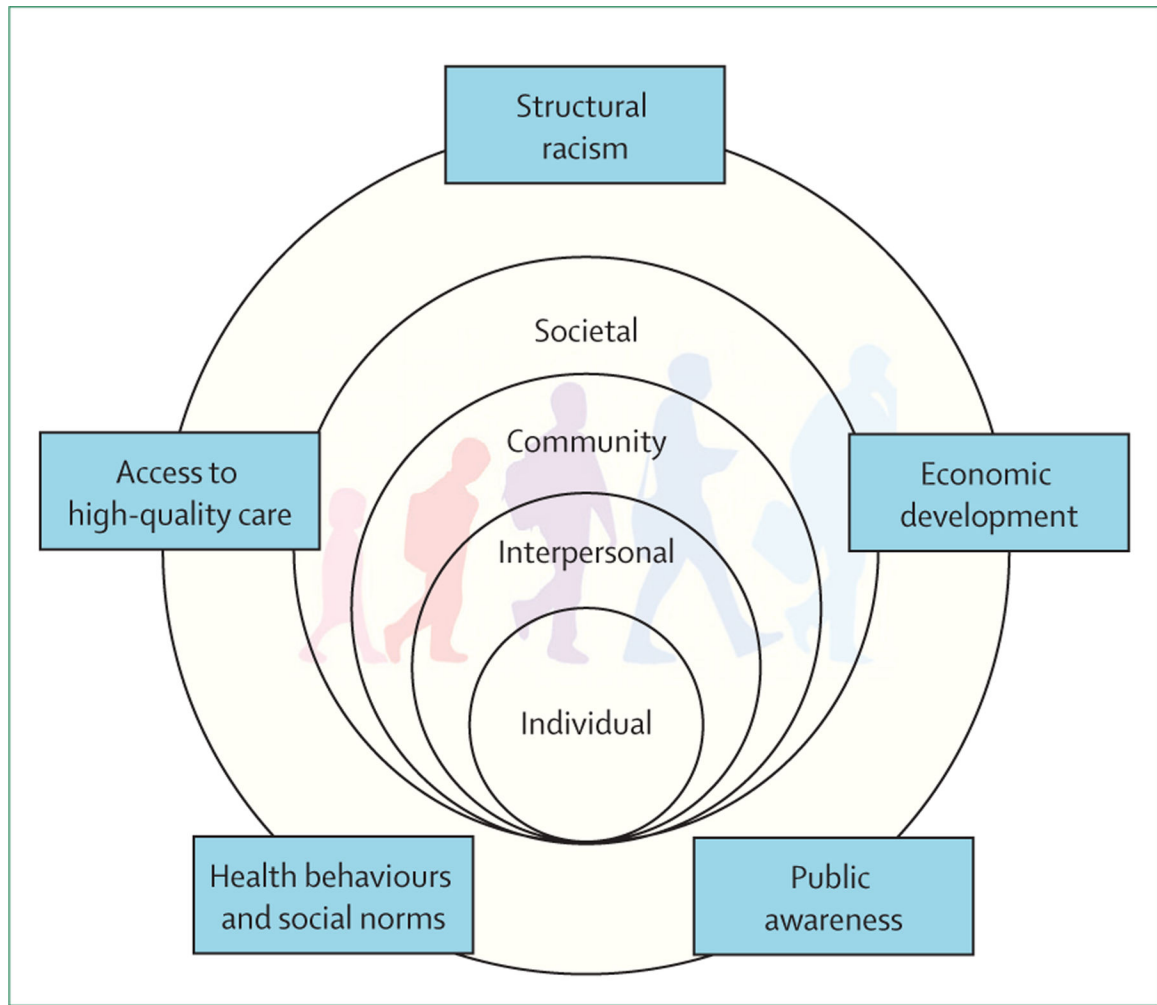 Structural
racism
Societal
Community
Access to
high-quality care
Economic
development
Interpersonal
Individual
Health behaviours
and social norms
Public
awareness